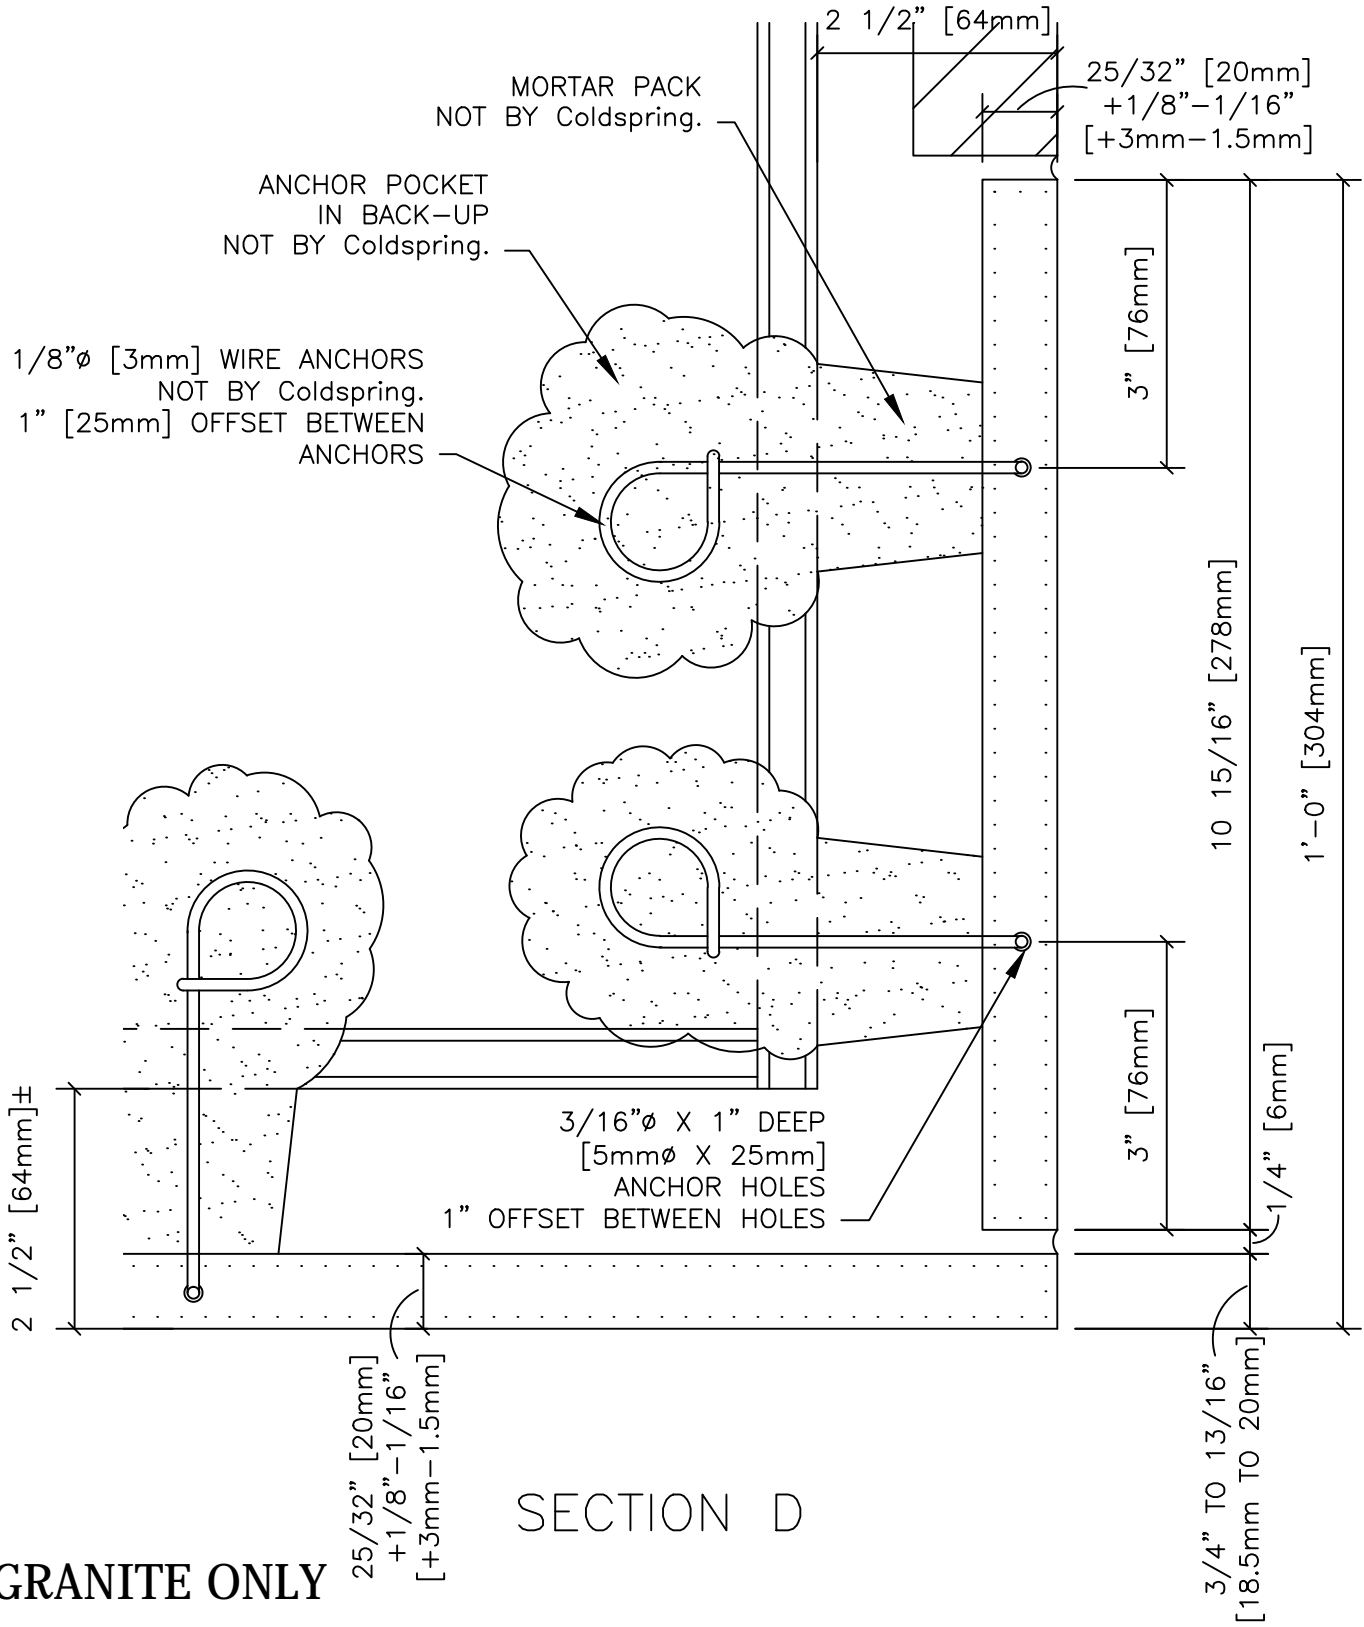 2 1/2” [64mm]
25/32” [20mm]
+1/8”−1/16”
[+3mm−1.5mm]
MORTAR PACK
NOT BY Coldspring.
ANCHOR POCKET
IN BACK−UP
NOT BY Coldspring.
3” [76mm]
1/8”ø [3mm] WIRE ANCHORS
NOT BY Coldspring.
1” [25mm] OFFSET BETWEEN
ANCHORS
10 15/16” [278mm]
1’−0” [304mm]
3” [76mm]
1/4” [6mm]
2 1/2” [64mm]±
3/16”ø X 1” DEEP
[5mmø X 25mm]
ANCHOR HOLES
1” OFFSET BETWEEN HOLES
25/32” [20mm]
+1/8”−1/16”
[+3mm−1.5mm]
3/4” TO 13/16”
[18.5mm TO 20mm]
SECTION D
GRANITE ONLY